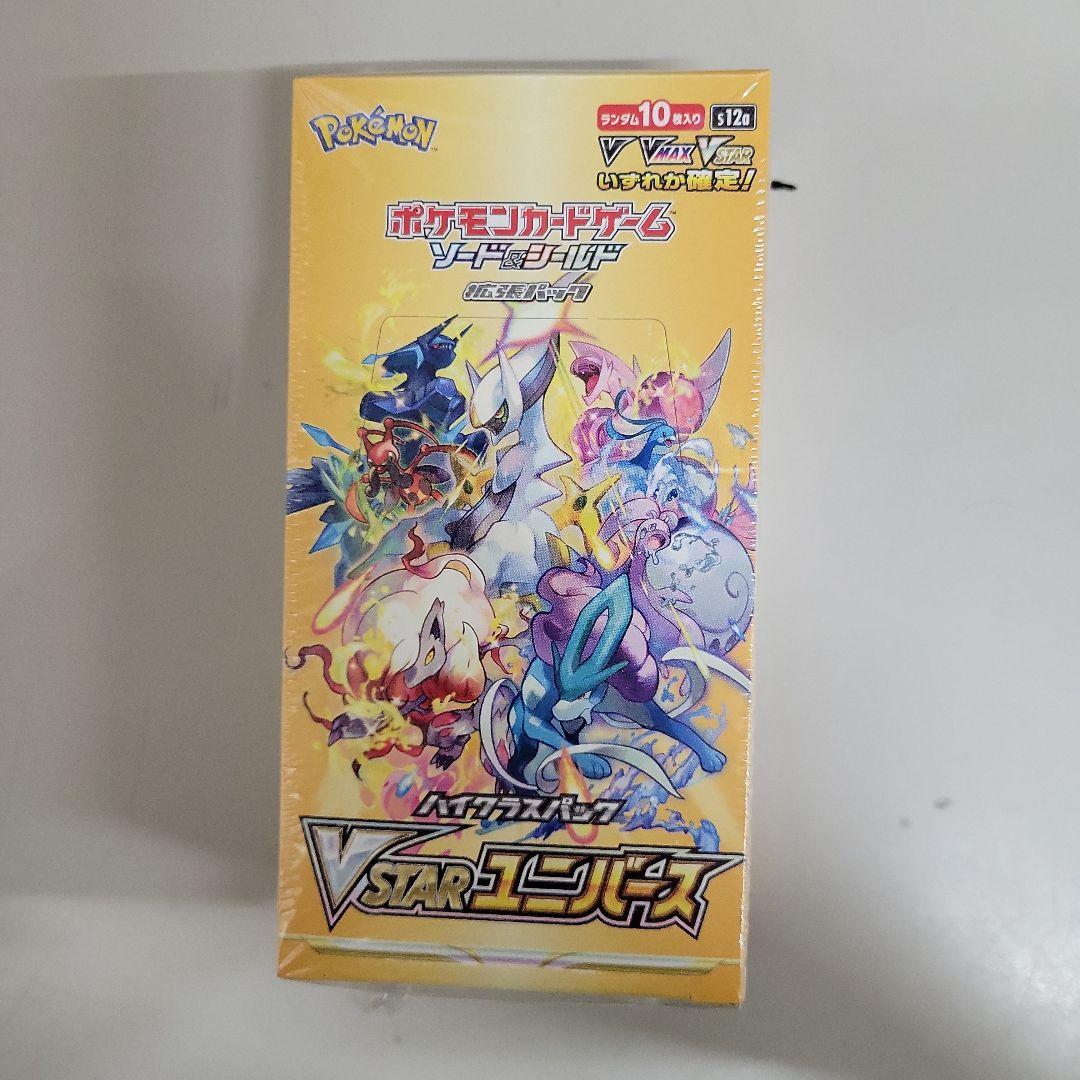 POKéMON™
ランダム10枚入り s12a
V VMAX VSTAR
いずれか確定!
ポケモンカードゲーム™
ソード&シールド
拡張パック
ハイクラスパック
VSTARユニバース